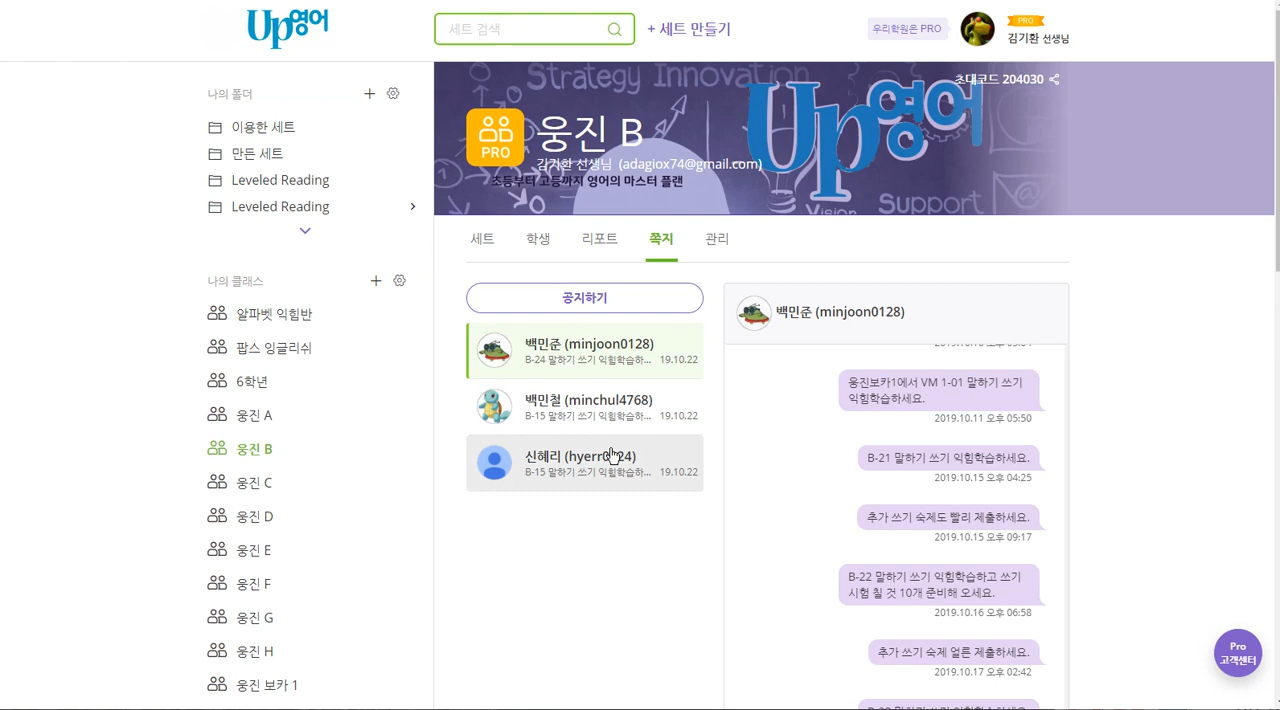 Up영어
세트 검색
+ 세트 만들기
우리학원은 PRO
PRO
김기환 선생님
나의 폴더
이용한 세트
만든 세트
Leveled Reading
Leveled Reading
나의 클래스
알파벳 익힘반
팝스 잉글리쉬
6학년
웅진 A
웅진 B
웅진 C
웅진 D
웅진 E
웅진 F
웅진 G
웅진 H
웅진 보카 1
Strategy Innovation
초대코드 204030
Up영어
PRO
웅진 B
김기환 선생님 (adagiox74@gmail.com)
초등부터 고등까지 영어의 마스터 플랜
Vision
Support
세트 학생 리포트 쪽지 관리
공지하기
백민준 (minjoon0128)
B-24 말하기 쓰기 익힘학습하... 19.10.22
백민철 (minchul4768)
B-15 말하기 쓰기 익힘학습하... 19.10.22
신혜리
B-15 말하기 쓰기 익힘학습하... 19.10.22
백민준 (minjoon0128)
웅진보카1에서 VM 1-01 말하기 쓰기
익힘학습하세요.
2019.10.11 오후 05:50
B-21 말하기 쓰기 익힘학습하세요.
2019.10.15 오후 04:25
추가 쓰기 숙제도 빨리 제출하세요.
2019.10.15 오후 09:17
B-22 말하기 쓰기 익힘학습하고 쓰기
시험 칠 것 10개 준비해 오세요.
2019.10.16 오후 06:58
추가 쓰기 숙제 얼른 제출하세요.
2019.10.17 오후 02:42
Pro
고객센터